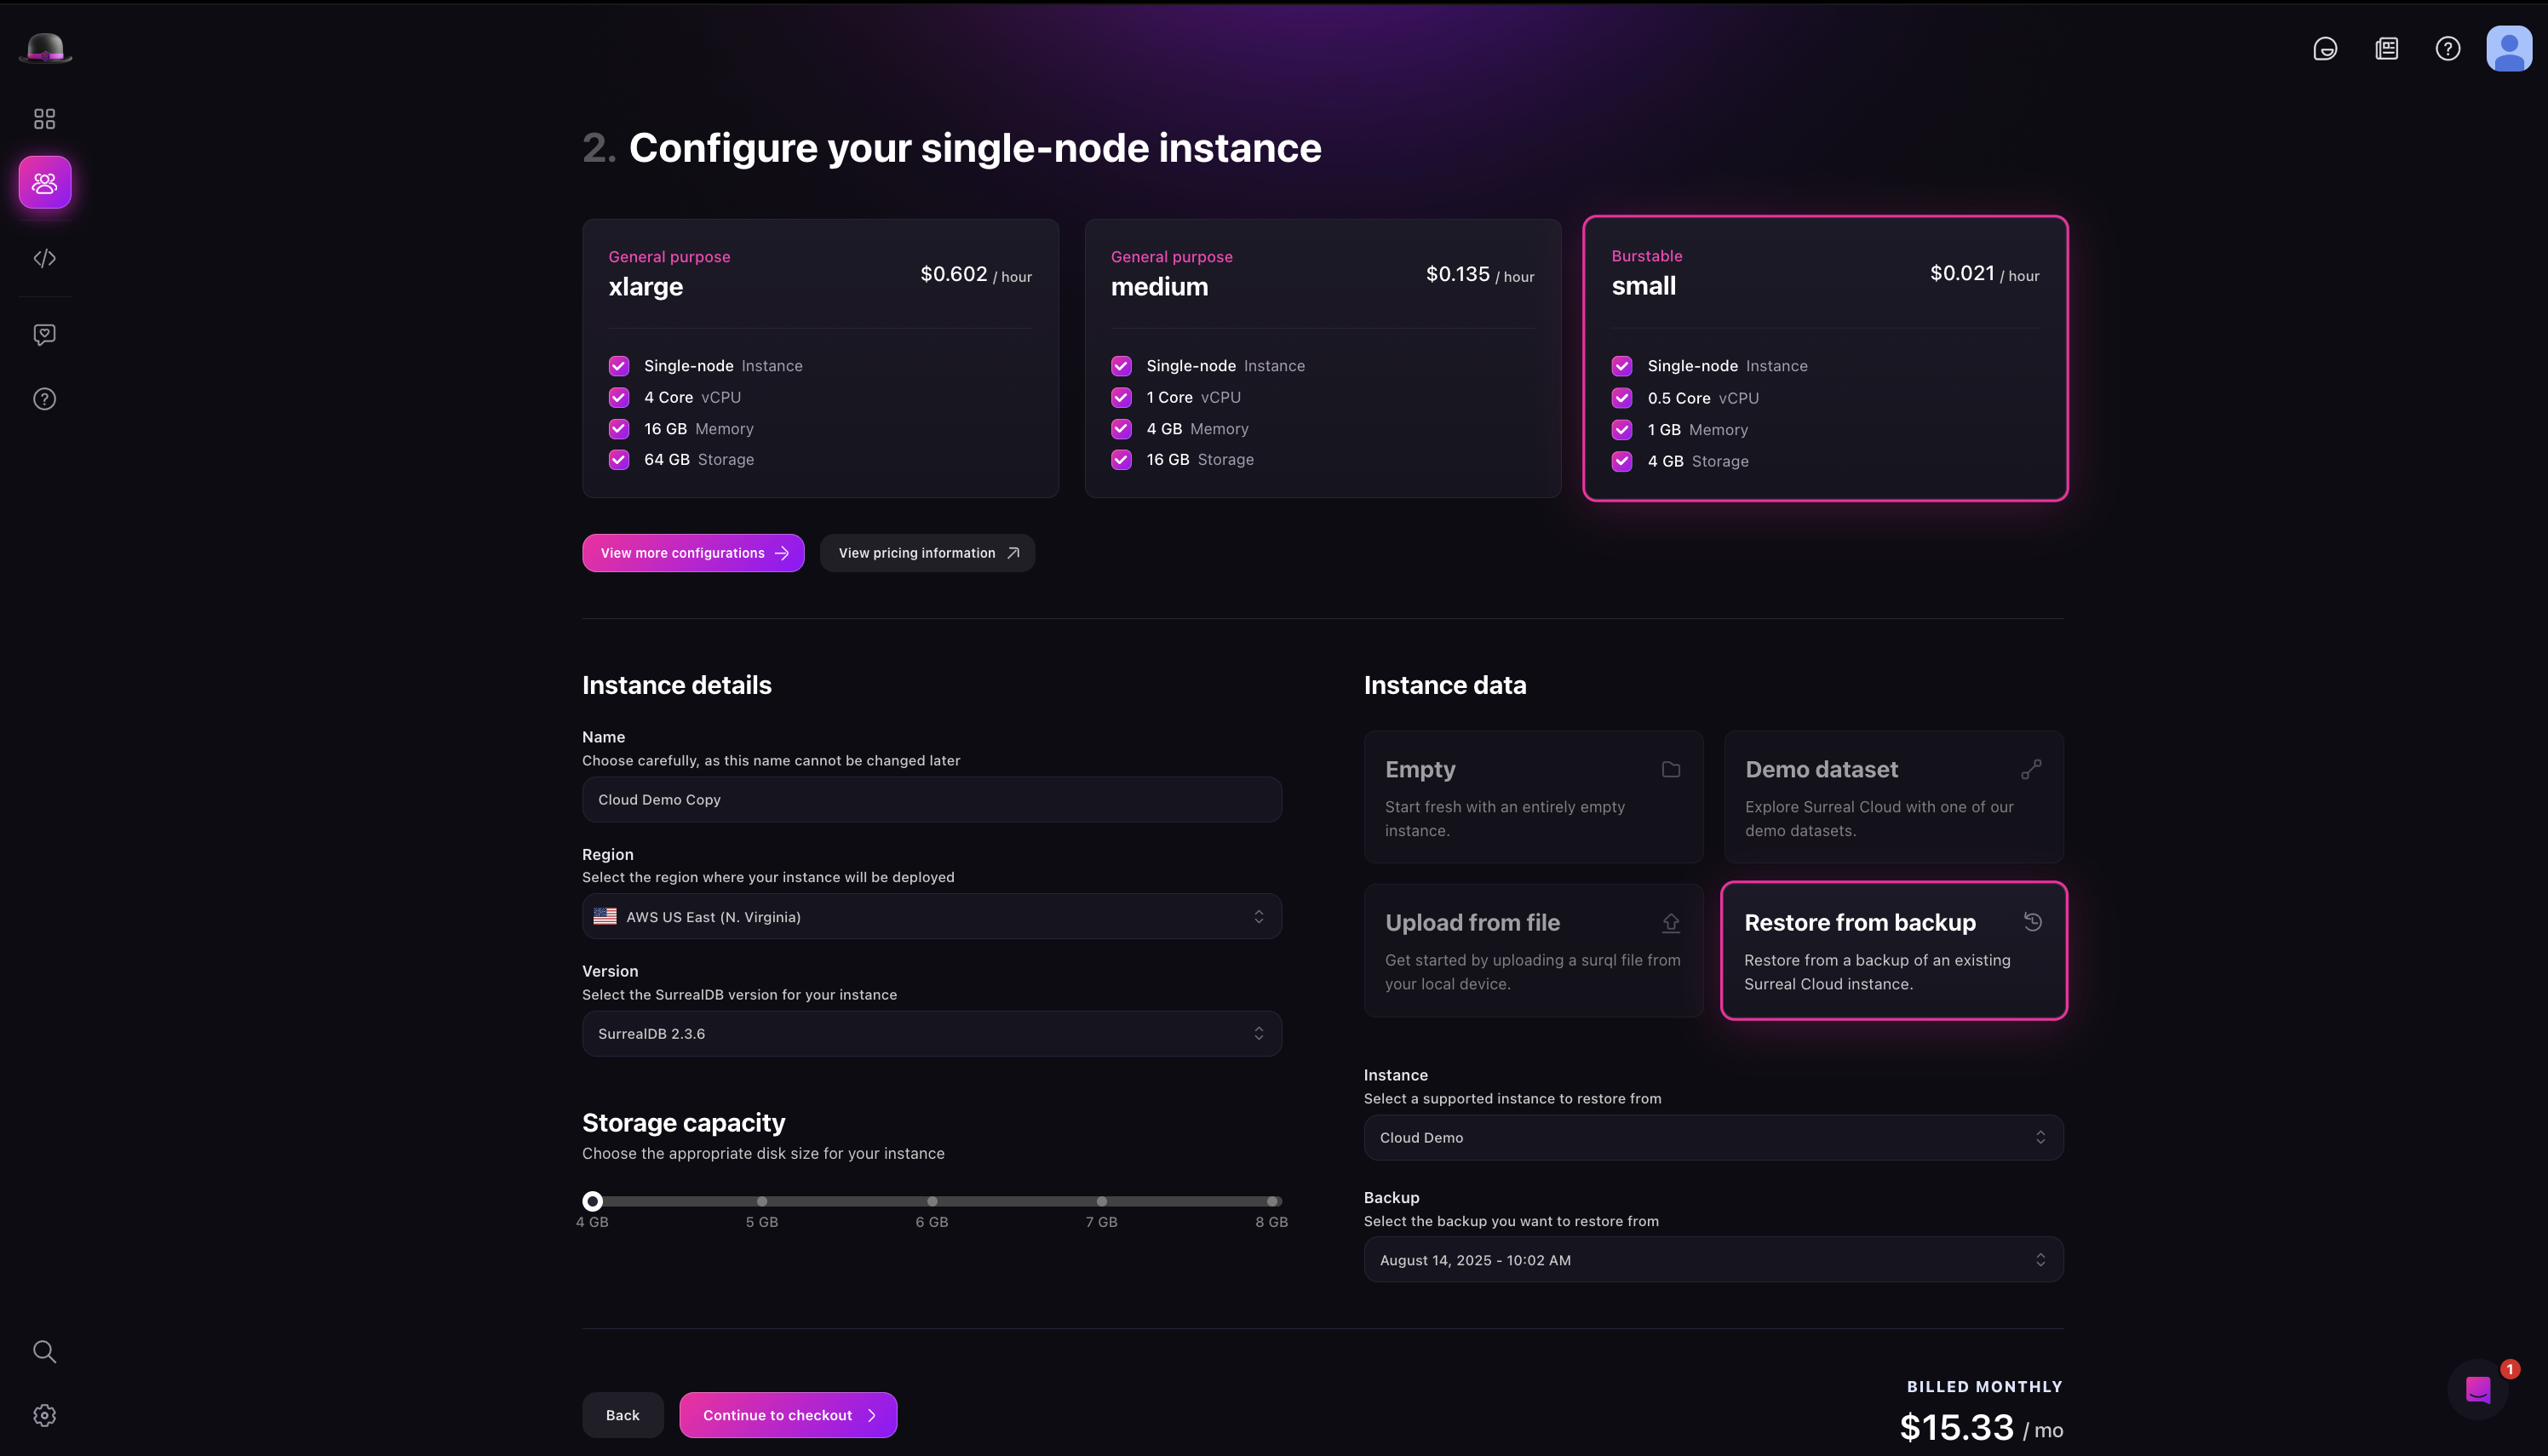 2. Configure your single-node instance
General purpose
xlarge
$0.602 / hour
Single-node Instance
4 Core vCPU
16 GB Memory
64 GB Storage
General purpose
medium
$0.135 / hour
Single-node Instance
1 Core vCPU
4 GB Memory
16 GB Storage
Burstable
small
$0.021 / hour
Single-node Instance
0.5 Core vCPU
1 GB Memory
4 GB Storage
View more configurations
View pricing information
Instance details
Name
Choose carefully, as this name cannot be changed later
Cloud Demo Copy
Region
Select the region where your instance will be deployed
AWS US East (N. Virginia)
Version
Select the SurrealDB version for your instance
SurrealDB 2.3.6
Storage capacity
Choose the appropriate disk size for your instance
4 GB
5 GB
6 GB
7 GB
8 GB
Instance data
Empty
Start fresh with an entirely empty
instance.
Demo dataset
Explore Surreal Cloud with one of our
demo datasets.
Upload from file
Get started by uploading a surql file from
your local device.
Restore from backup
Restore from a backup of an existing
Surreal Cloud instance.
Instance
Select a supported instance to restore from
Cloud Demo
Backup
Select the backup you want to restore from
August 14, 2025 - 10:02 AM
Back
Continue to checkout
BILLED MONTHLY
$15.33 / mo
1